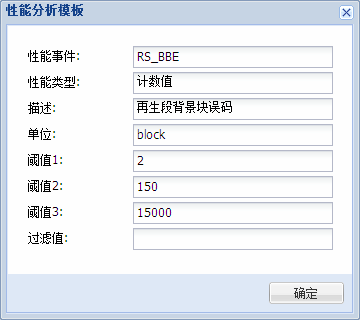 性能分析模板
性能事件: RS_BBE
性能类型: 计数值
描述: 再生段背景块误码
单位: block
阈值1: 2
阈值2: 150
阈值3: 15000
过滤值:
确定